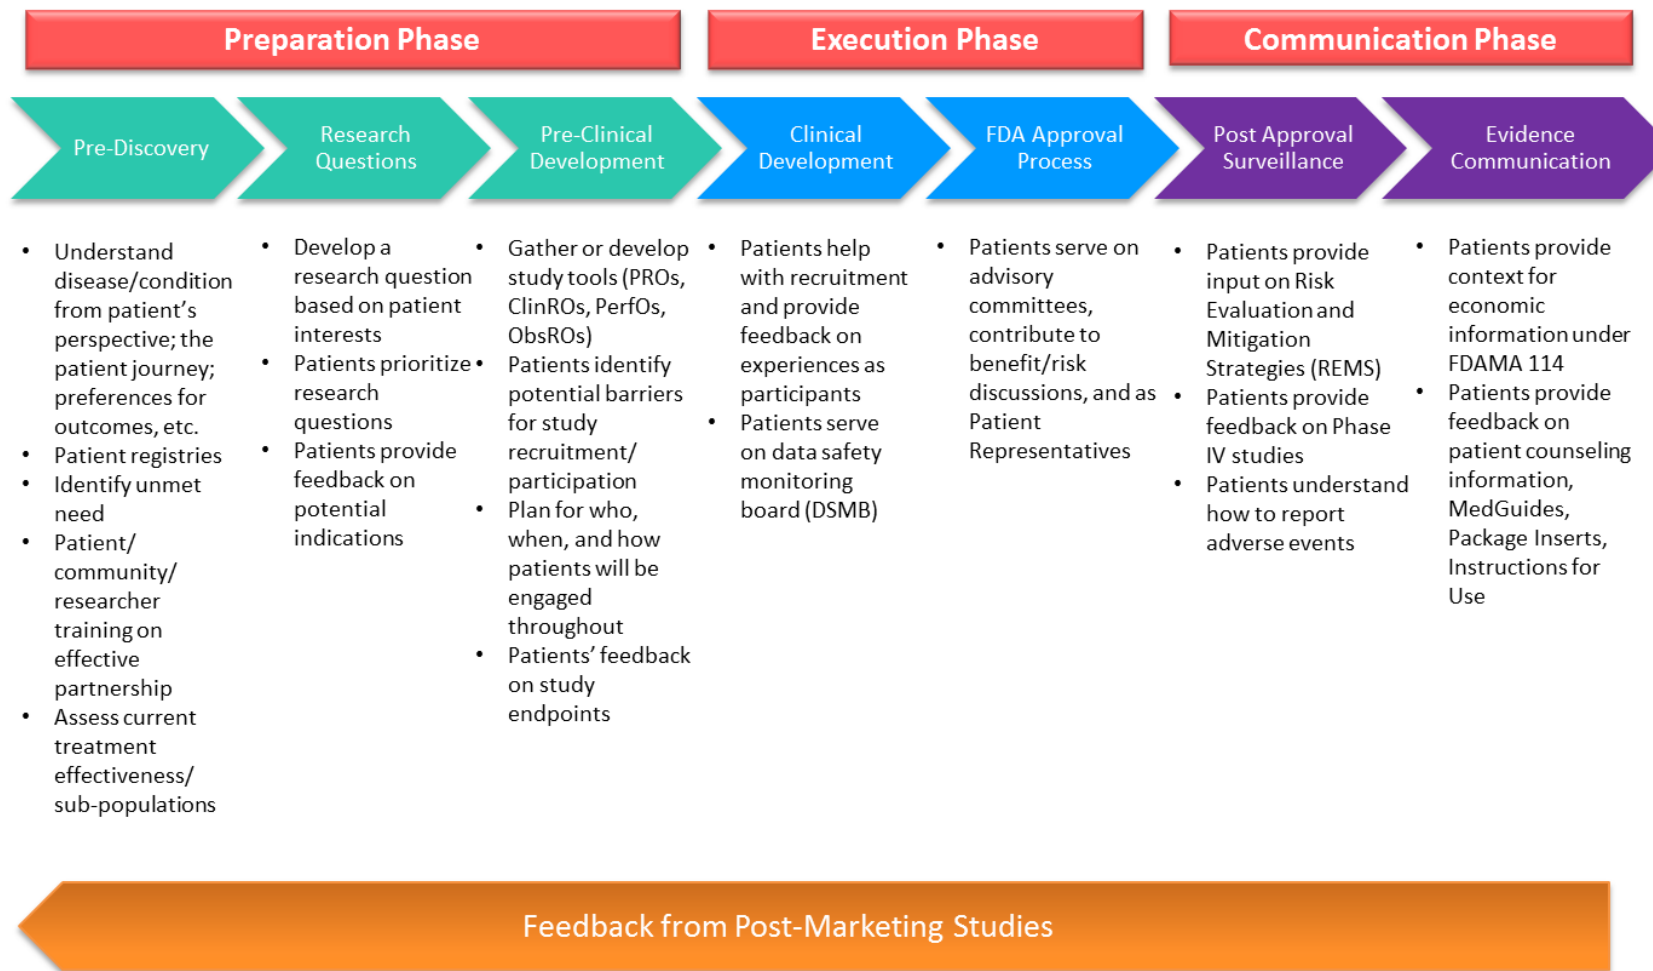 Preparation Phase
Execution Phase
Communication Phase
Pre-Discovery
Research
Questions
Pre-Clinical
Development
Clinical
Development
FDA Approval
Process
Post Approval
Surveillance
Evidence
Communication
• Understand
disease/condition
from patient’s
perspective; the
patient journey;
preferences for
outcomes, etc.
• Patient registries
• Identify unmet
need
• Patient/
community/
researcher
training on
effective
partnership
• Assess current
treatment
effectiveness/
sub-populations
• Develop a
research question
based on patient
interests
• Patients prioritize
research
questions
• Patients provide
feedback on
potential
indications
• Gather or develop
study tools (PROs,
ClinROs, PerfOs,
ObsROs)
• Patients identify
potential barriers
for study
recruitment/
participation
• Plan for who,
when, and how
patients will be
engaged
throughout
• Patients’ feedback
on study
endpoints
• Patients help
with recruitment
and provide
feedback on
experiences as
participants
• Patients serve
on data safety
monitoring
board (DSMB)
• Patients serve on
advisory
committees,
contribute to
benefit/risk
discussions, and as
Patient
Representatives
• Patients provide
input on Risk
Evaluation and
Mitigation
Strategies (REMS)
• Patients provide
feedback on Phase
IV studies
• Patients understand
how to report
adverse events
• Patients provide
context for
economic
information under
FDAMA 114
• Patients provide
feedback on
patient counseling
information,
MedGuides,
Package Inserts,
Instructions for
Use
Feedback from Post-Marketing Studies